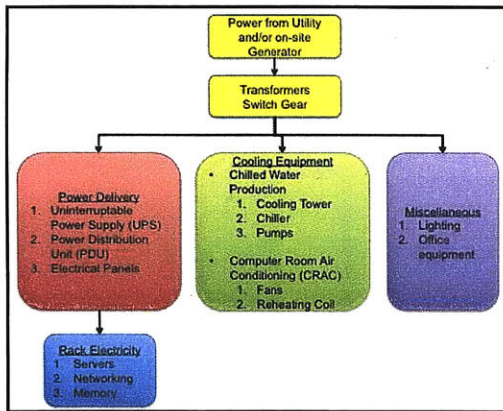 Power from Utility
and/or on-site
Generator
Transformers
Switch Gear
Power Delivery
1. Uninterruptable
Power Supply (UPS)
2. Power Distribution
Unit (PDU)
3. Electrical Panels
Cooling Equipment
• Chilled Water
Production
1. Cooling Tower
2. Chiller
3. Pumps
• Computer Room Air
Conditioning (CRAC)
1. Fans
2. Reheating Coil
Miscellaneous
1. Lighting
2. Office
equipment
Rack Electricity
1. Servers
2. Networking
3. Memory